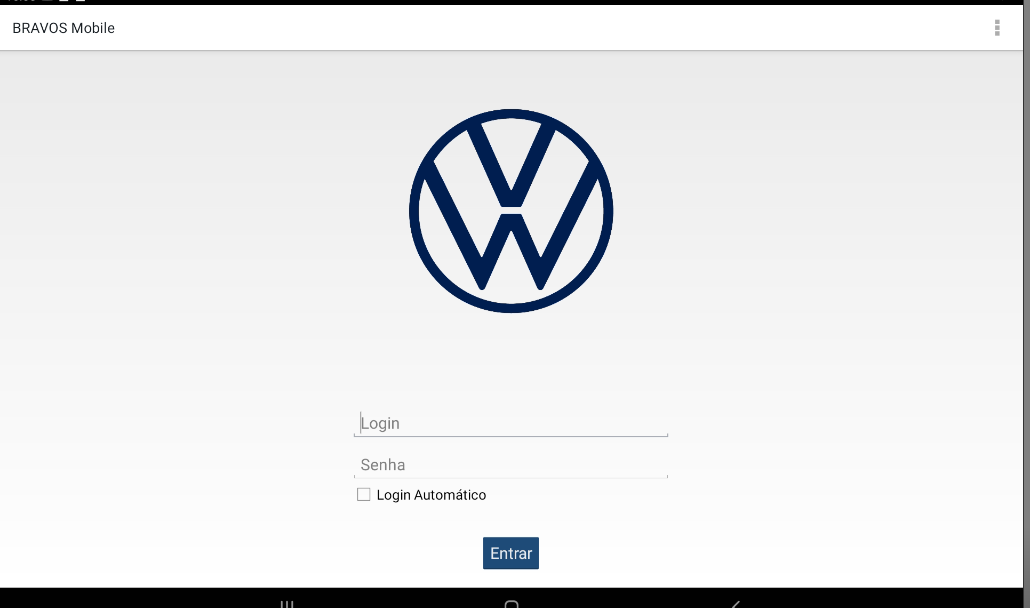 BRAVOS Mobile
Login
Senha
Login Automático
Entrar